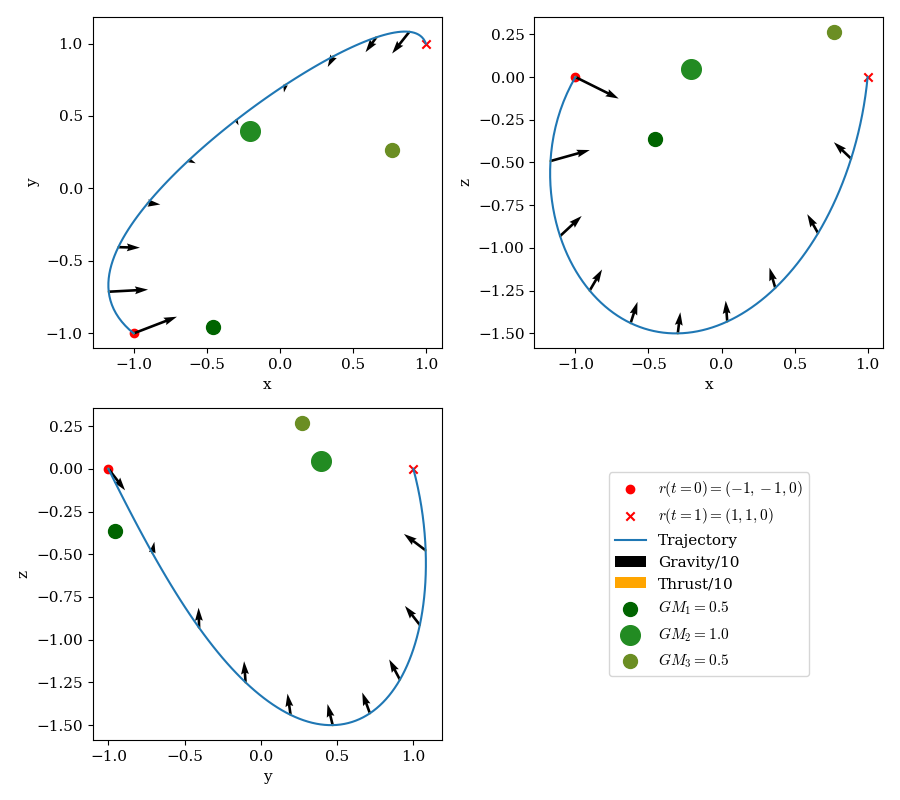 1.0
0.5
0.0
−0.5
−1.0
y
−1.0 −0.5 0.0 0.5 1.0
x
0.25
0.00
−0.25
−0.50
−0.75
−1.00
−1.25
−1.50
z
−1.0 −0.5 0.0 0.5 1.0
x
0.25
0.00
−0.25
−0.50
−0.75
−1.00
−1.25
−1.50
z
−1.0 −0.5 0.0 0.5 1.0
y
r(t = 0) = (−1, −1, 0)
r(t = 1) = (1, 1, 0)
Trajectory
Gravity/10
Thrust/10
GM₁ = 0.5
GM₂ = 1.0
GM₃ = 0.5